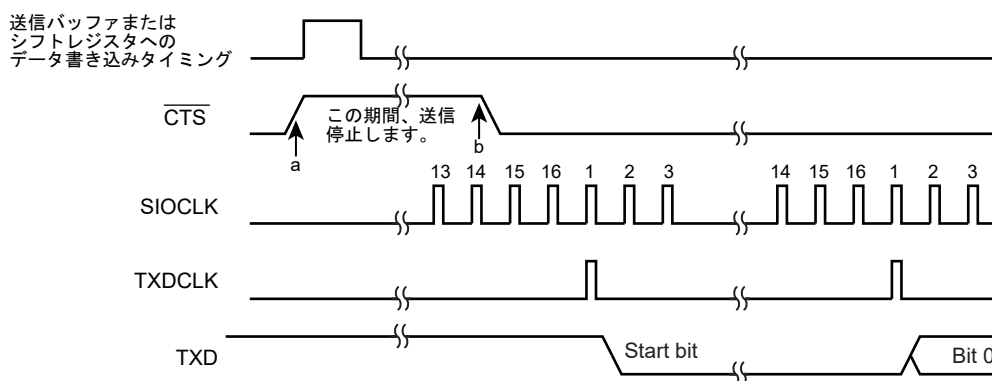 送信バッファまたは
シフトレジスタへの
データ書き込みタイミング
CTS
この期間、送信
停止します。
a
b
13 14 15 16 1 2 3 14 15 16 1 2 3
SIOCLK
TXDCLK
TXD
Start bit
Bit 0